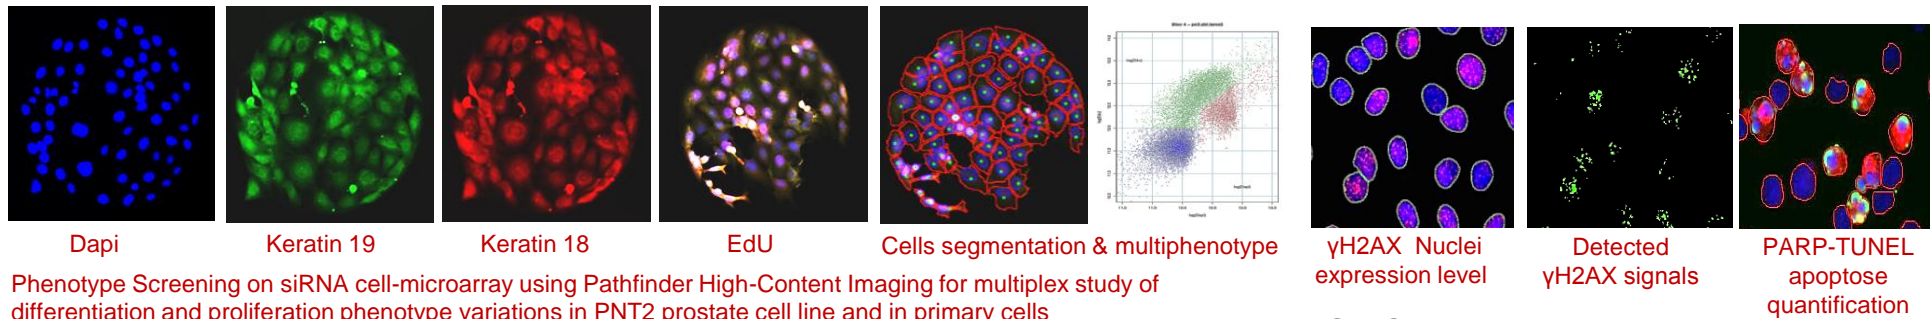 Dapi
Keratin 19
Keratin 18
EdU
Cells segmentation & multiphenotype
γH2AX Nuclei
expression level
Detected
γH2AX signals
PARP-TUNEL
apoptose
quantification
Phenotype Screening on siRNA cell-microarray using Pathfinder High-Content Imaging for multiplex study of
differentiation and proliferation phenotype variations in PNT2 prostate cell line and in primary cells